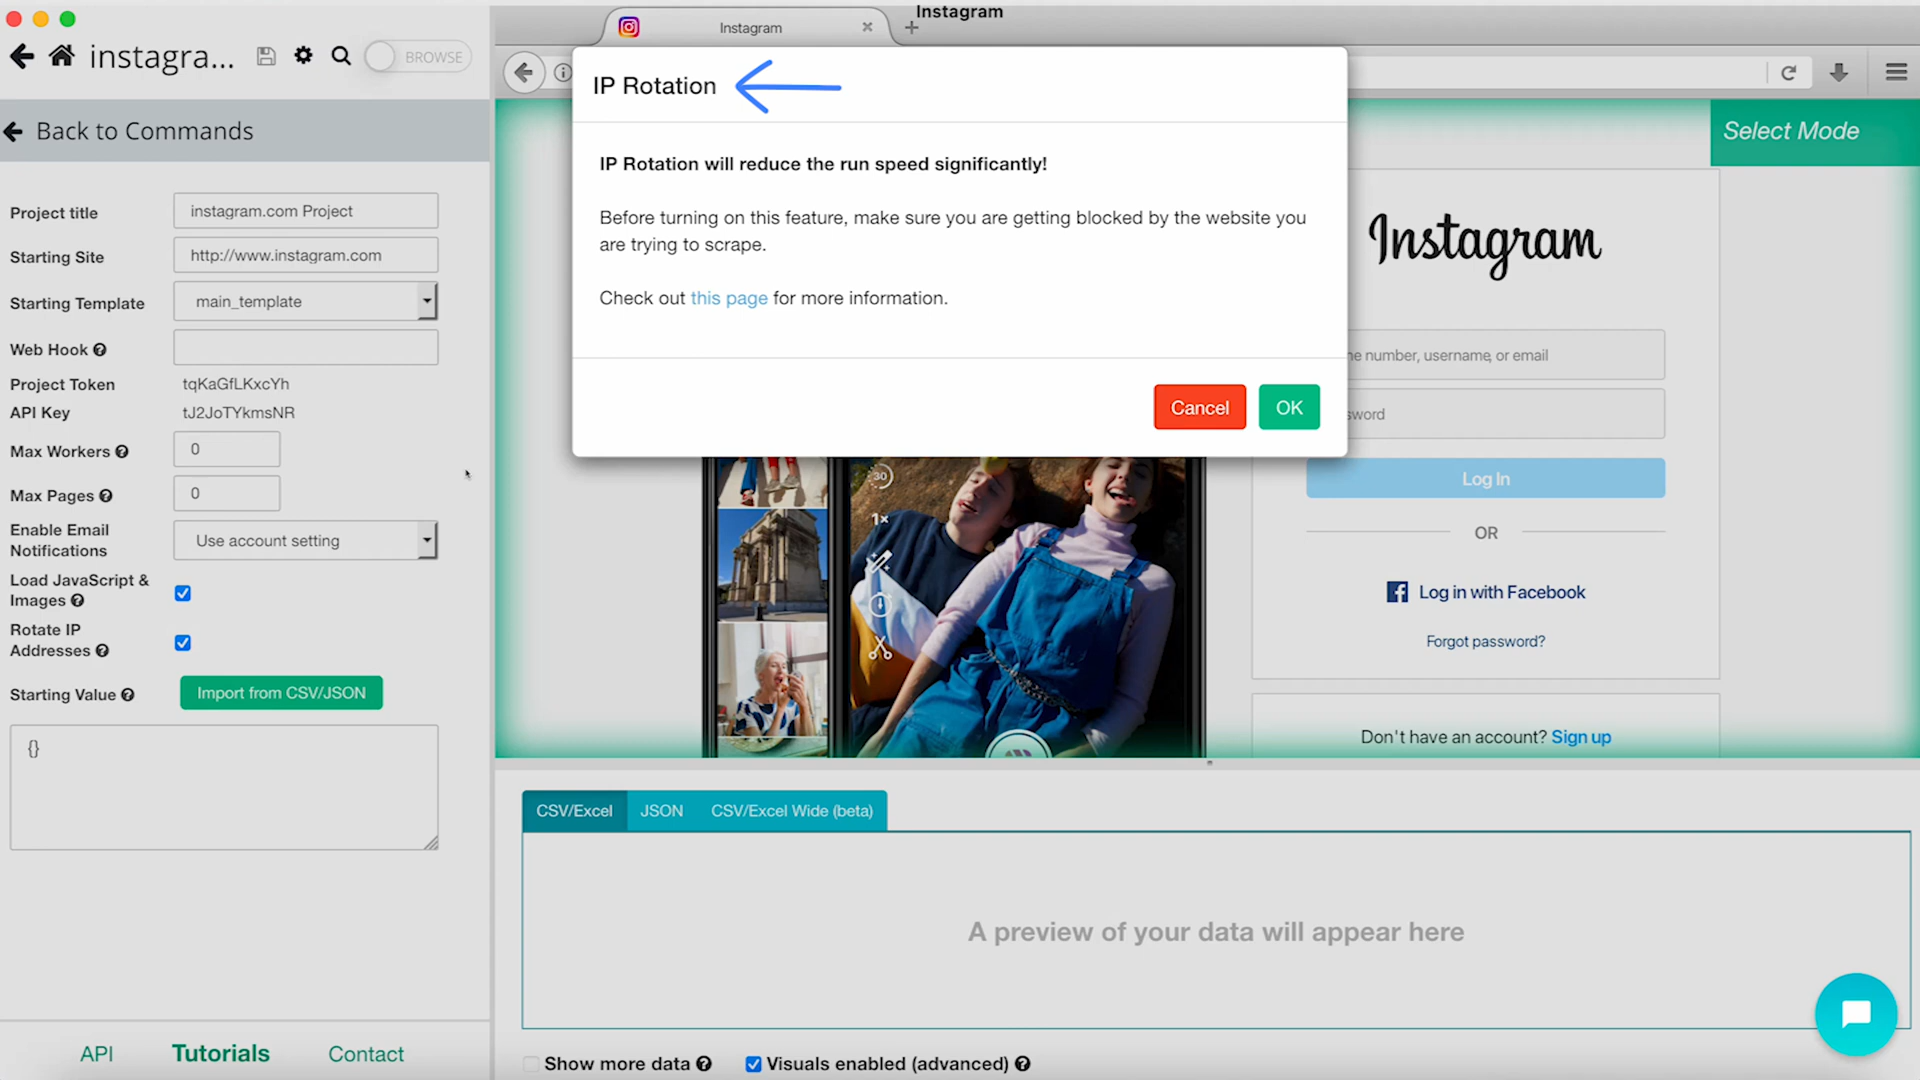 instagra...
BROWSE
Back to Commands
Project title
instagram.com Project
Starting Site
http://www.instagram.com
Starting Template
main_template
Web Hook
Project Token
tqKaGfLKxcYh
API Key
tJ2JoTYkmsNR
Max Workers
0
Max Pages
0
Enable Email
Notifications
Use account setting
Load JavaScript &
Images
Rotate IP
Addresses
Starting Value
Import from CSV/JSON
{}
API
Tutorials
Contact
Instagram
Instagram
IP Rotation
IP Rotation will reduce the run speed significantly!
Before turning on this feature, make sure you are getting blocked by the website you
are trying to scrape.
Check out this page for more information.
Cancel
OK
Select Mode
Instagram
number, username, or email
Log In
OR
Log in with Facebook
Forgot password?
Don't have an account? Sign up
30
1×
CSV/Excel
JSON
CSV/Excel Wide (beta)
A preview of your data will appear here
Show more data
Visuals enabled (advanced)